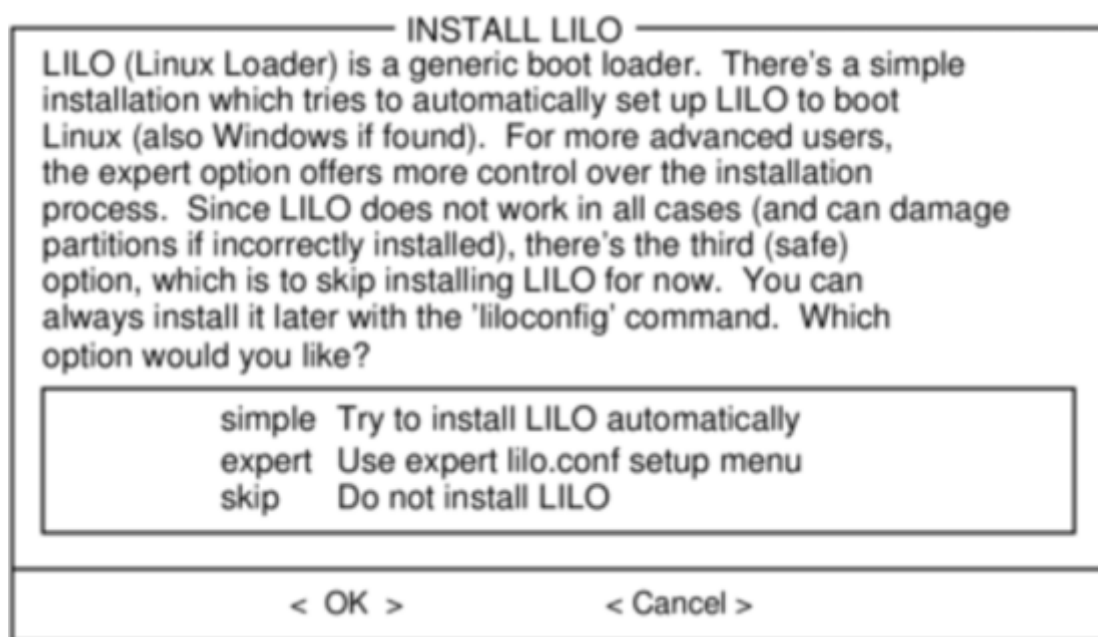 INSTALL LILO
LILO (Linux Loader) is a generic boot loader. There's a simple
installation which tries to automatically set up LILO to boot
Linux (also Windows if found). For more advanced users,
the expert option offers more control over the installation
process. Since LILO does not work in all cases (and can damage
partitions if incorrectly installed), there's the third (safe)
option, which is to skip installing LILO for now. You can
always install it later with the 'liloconfig' command. Which
option would you like?
simple Try to install LILO automatically
expert Use expert lilo.conf setup menu
skip Do not install LILO
< OK > < Cancel >